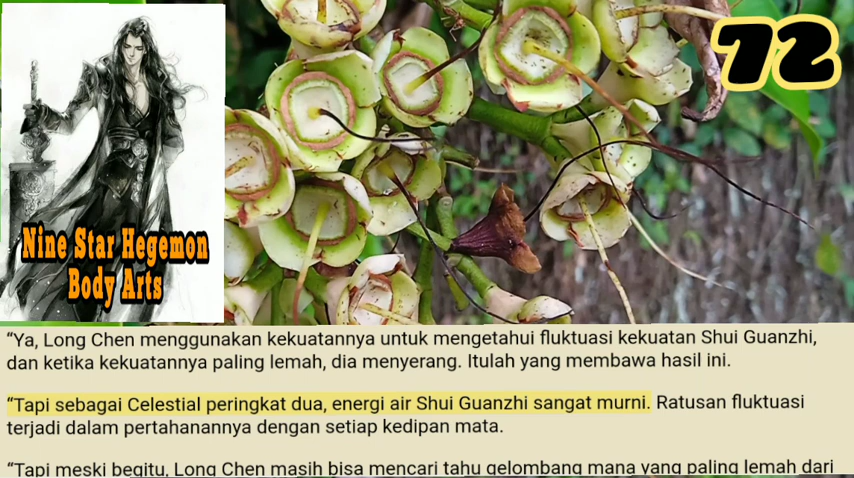 72
Nine Star Hegemon
Body Arts
“Ya, Long Chen menggunakan kekuatannya untuk mengetahui fluktuasi kekuatan Shui Guanzhi,
dan ketika kekuatannya paling lemah, dia menyerang. Itulah yang membawa hasil ini.
“Tapi sebagai Celestial peringkat dua, energi air Shui Guanzhi sangat murni. Ratusan fluktuasi
terjadi dalam pertahanannya dengan setiap kedipan mata.
“Tapi meski begitu, Long Chen masih bisa mencari tahu gelombang mana yang paling lemah dari